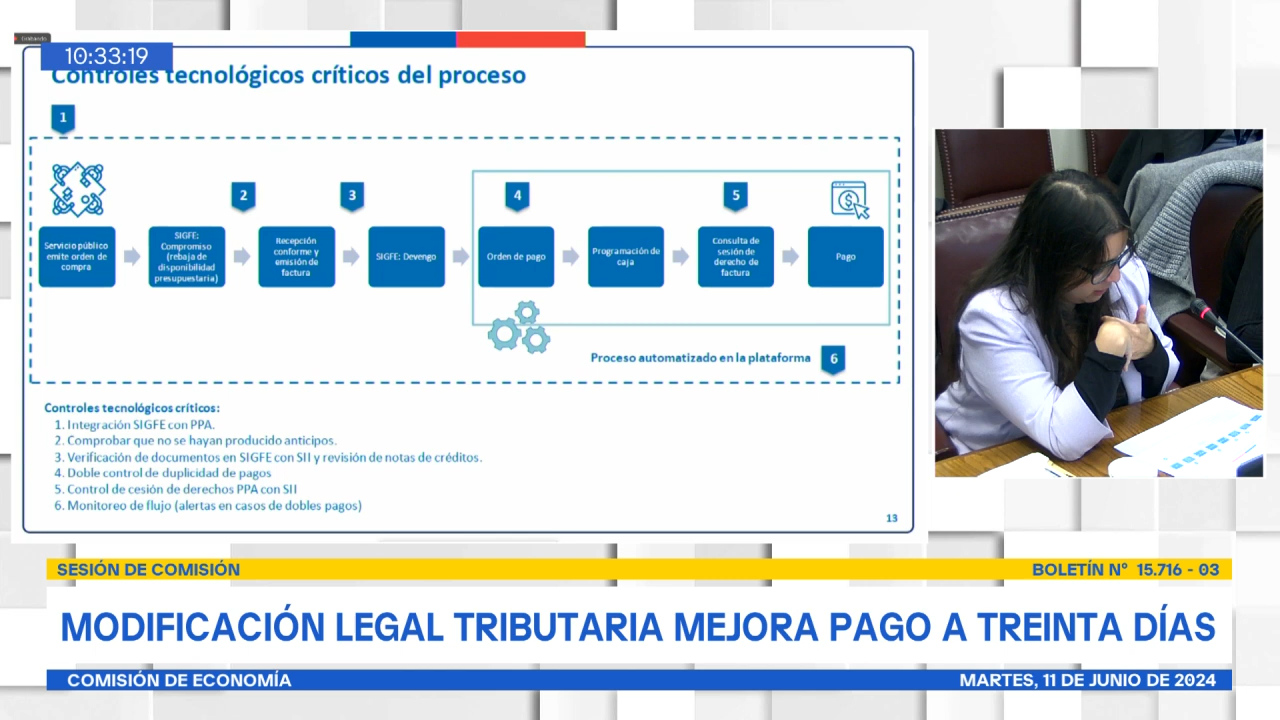 10:33:19
Controles tecnológicos críticos del proceso
1
2
3
4
5
Servicio público
emite orden de
compra
SIGFE:
Compromiso
(rebaja de
disponibilidad
presupuestaria)
Recepción
conforme y
emisión de
factura
SIGFE: Devengo
Orden de pago
Programación de
caja
Consulta de
sesión de
derecho de
factura
Pago
Proceso automatizado en la plataforma 6
Controles tecnológicos críticos:
1. Integración SIGFE con PPA.
2. Comprobar que no se hayan producido anticipos.
3. Verificación de documentos en SIGFE con SII y revisión de notas de créditos.
4. Doble control de duplicidad de pagos
5. Control de cesión de derechos PPA con SII
6. Monitoreo de flujo (alertas en casos de dobles pagos)
13
SESIÓN DE COMISIÓN
BOLETÍN N° 15.716 - 03
MODIFICACIÓN LEGAL TRIBUTARIA MEJORA PAGO A TREINTA DÍAS
COMISIÓN DE ECONOMÍA
MARTES, 11 DE JUNIO DE 2024